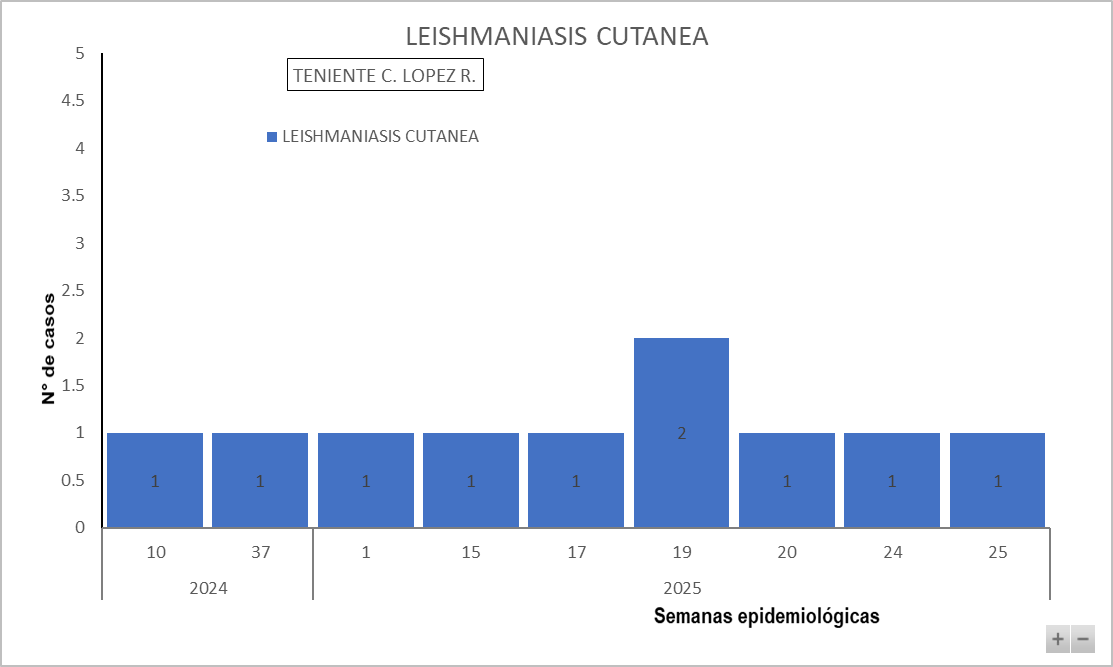 LEISHMANIASIS CUTANEA
TENIENTE C. LOPEZ R.
LEISHMANIASIS CUTANEA
N° de casos
5
4.5
4
3.5
3
2.5
2
1.5
1
0.5
0
1 1 1 1 1 2 1 1 1
10 37 1 15 17 19 20 24 25
2024 2025
Semanas epidemiológicas
+ −